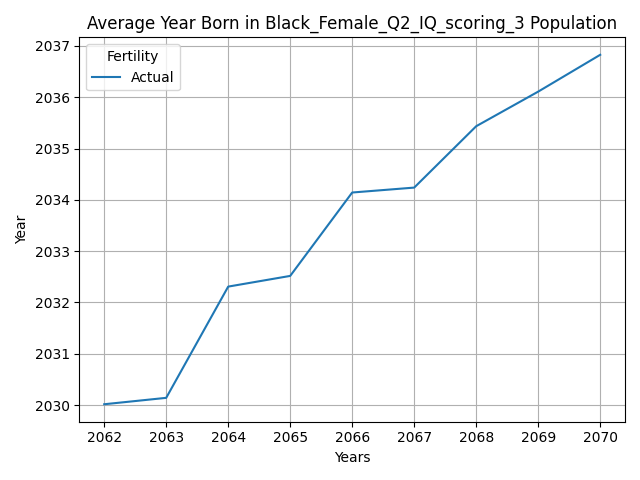 Average Year Born in Black_Female_Q2_IQ_scoring_3 Population
2037
2036
2035
2034
2033
2032
2031
2030
Year
Fertility
Actual
2062 2063 2064 2065 2066 2067 2068 2069 2070
Years